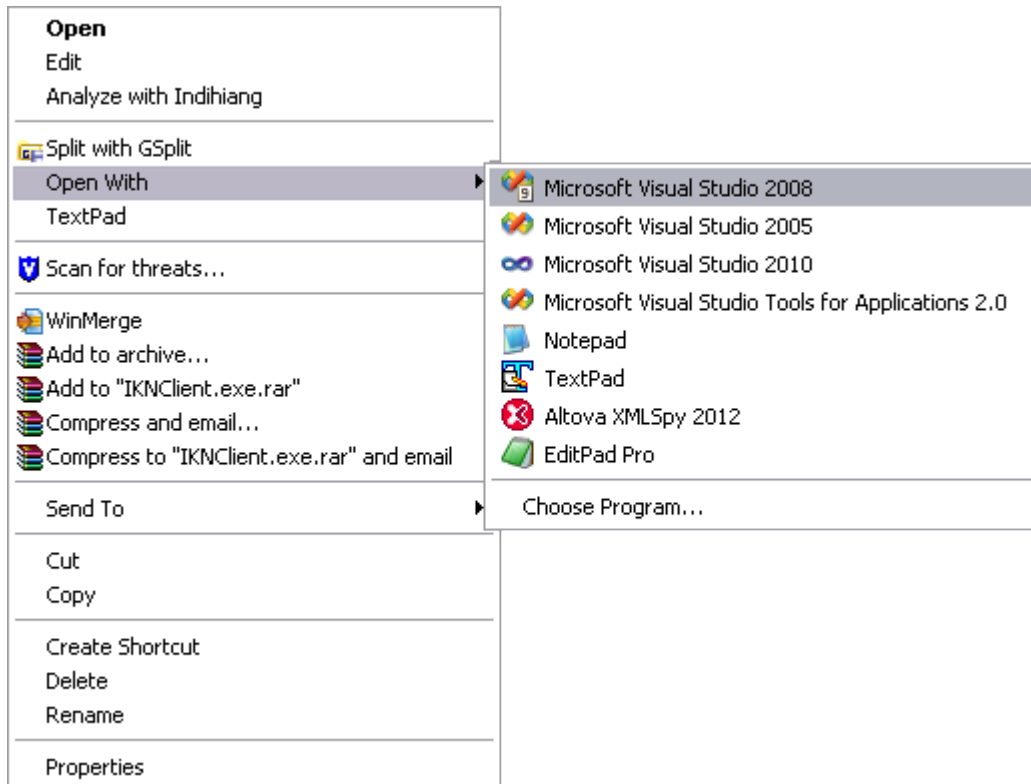 Open
Edit
Analyze with Indihiang
Split with GSplit
Open With
TextPad
Scan for threats...
WinMerge
Add to archive...
Add to "IKNClient.exe.rar"
Compress and email...
Compress to "IKNClient.exe.rar" and email
Send To
Cut
Copy
Create Shortcut
Delete
Rename
Properties
Microsoft Visual Studio 2008
Microsoft Visual Studio 2005
Microsoft Visual Studio 2010
Microsoft Visual Studio Tools for Applications 2.0
Notepad
TextPad
Altova XMLSpy 2012
EditPad Pro
Choose Program...